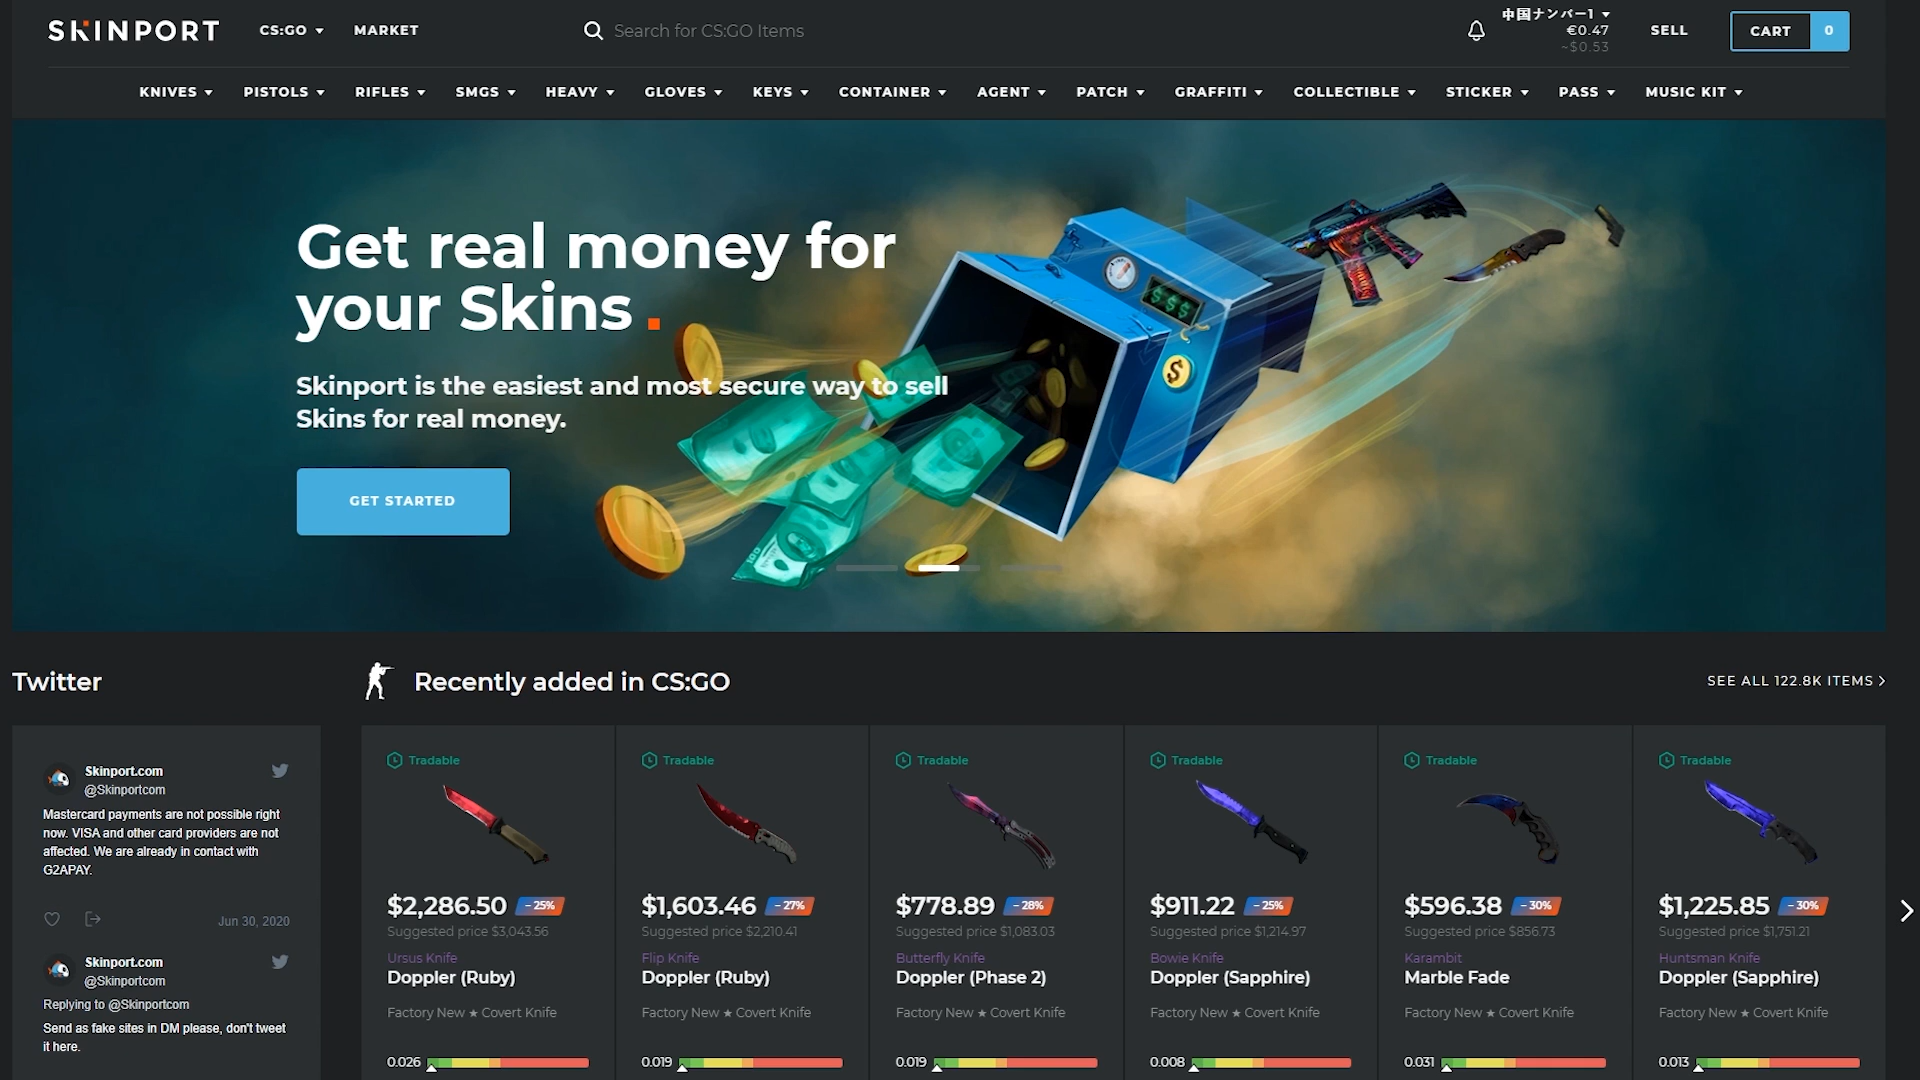 SKINPORT
CS:GO
MARKET
Search for CS:GO Items
中国ナンバー1
€0.47
~$0.53
SELL
CART
0
KNIVES
PISTOLS
RIFLES
SMGS
HEAVY
GLOVES
KEYS
CONTAINER
AGENT
PATCH
GRAFFITI
COLLECTIBLE
STICKER
PASS
MUSIC KIT
Get real money for
your Skins.
Skinport is the easiest and most secure way to sell
Skins for real money.
GET STARTED
$$$
$
100
Twitter
Recently added in CS:GO
SEE ALL 122.8K ITEMS
Skinport.com
@Skinportcom
Mastercard payments are not possible right
now. VISA and other card providers are not
affected. We are already in contact with
G2APAY.
Jun 30, 2020
Skinport.com
@Skinportcom
Replying to @Skinportcom
Send as fake sites in DM please, don't tweet
it here.
Tradable
$2,286.50 - 25%
Suggested price $3,043.56
Ursus Knife
Doppler (Ruby)
Factory New ★ Covert Knife
0.026
Tradable
$1,603.46 - 27%
Suggested price $2,210.41
Flip Knife
Doppler (Ruby)
Factory New ★ Covert Knife
0.019
Tradable
$778.89 - 28%
Suggested price $1,083.03
Butterfly Knife
Doppler (Phase 2)
Factory New ★ Covert Knife
0.019
Tradable
$911.22 - 25%
Suggested price $1,214.97
Bowie Knife
Doppler (Sapphire)
Factory New ★ Covert Knife
0.008
Tradable
$596.38 - 30%
Suggested price $856.73
Karambit
Marble Fade
Factory New ★ Covert Knife
0.031
Tradable
$1,225.85 - 30%
Suggested price $1,751.21
Huntsman Knife
Doppler (Sapphire)
Factory New ★ Covert Knife
0.013